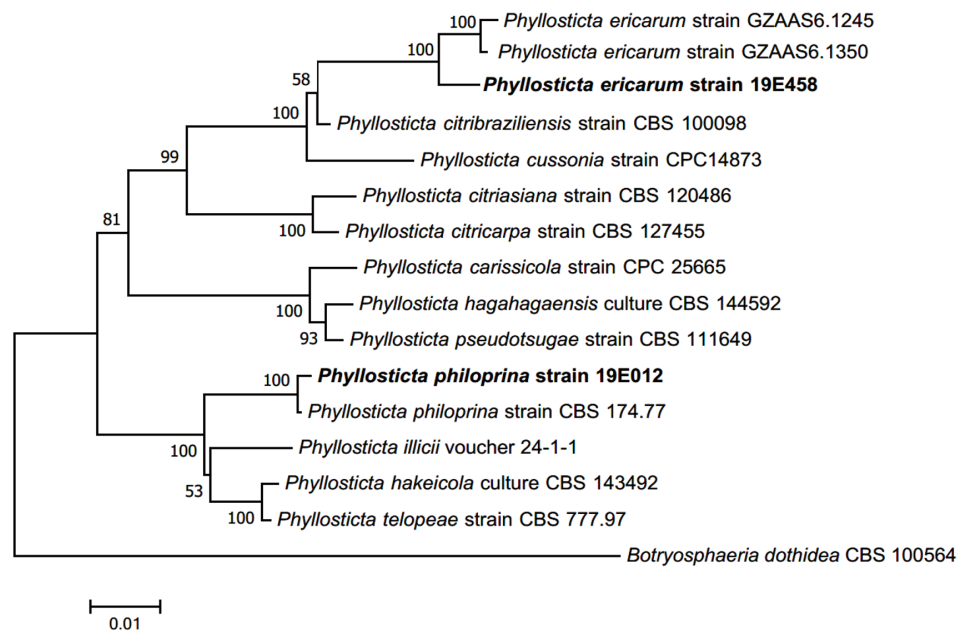 100
Phyllosticta ericarum strain GZAAS6.1245
100
Phyllosticta ericarum strain GZAAS6.1350
58
Phyllosticta ericarum strain 19E458
100
Phyllosticta citribraziliensis strain CBS 100098
99
Phyllosticta cussonia strain CPC14873
Phyllosticta citriasiana strain CBS 120486
81
100
Phyllosticta citricarpa strain CBS 127455
Phyllosticta carissicola strain CPC 25665
100
Phyllosticta hagahagaensis culture CBS 144592
93
Phyllosticta pseudotsugae strain CBS 111649
100
Phyllosticta philoprina strain 19E012
Phyllosticta philoprina strain CBS 174.77
100
Phyllosticta illicii voucher 24-1-1
53
Phyllosticta hakeicola culture CBS 143492
100
Phyllosticta telopeae strain CBS 777.97
Botryosphaeria dothidea CBS 100564
0.01